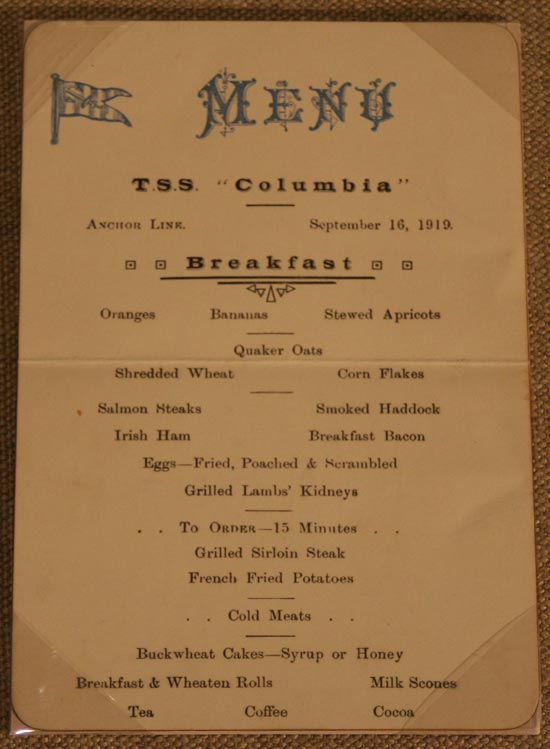 MENU
T.S.S. "Columbia"
Anchor Line. September 16, 1919.
Breakfast
Oranges Bananas Stewed Apricots
Quaker Oats
Shredded Wheat Corn Flakes
Salmon Steaks Smoked Haddock
Irish Ham Breakfast Bacon
Eggs—Fried, Poached & Scrambled
Grilled Lambs' Kidneys
. . To Order—15 Minutes . .
Grilled Sirloin Steak
French Fried Potatoes
. . Cold Meats . .
Buckwheat Cakes—Syrup or Honey
Breakfast & Wheaten Rolls Milk Scones
Tea Coffee Cocoa